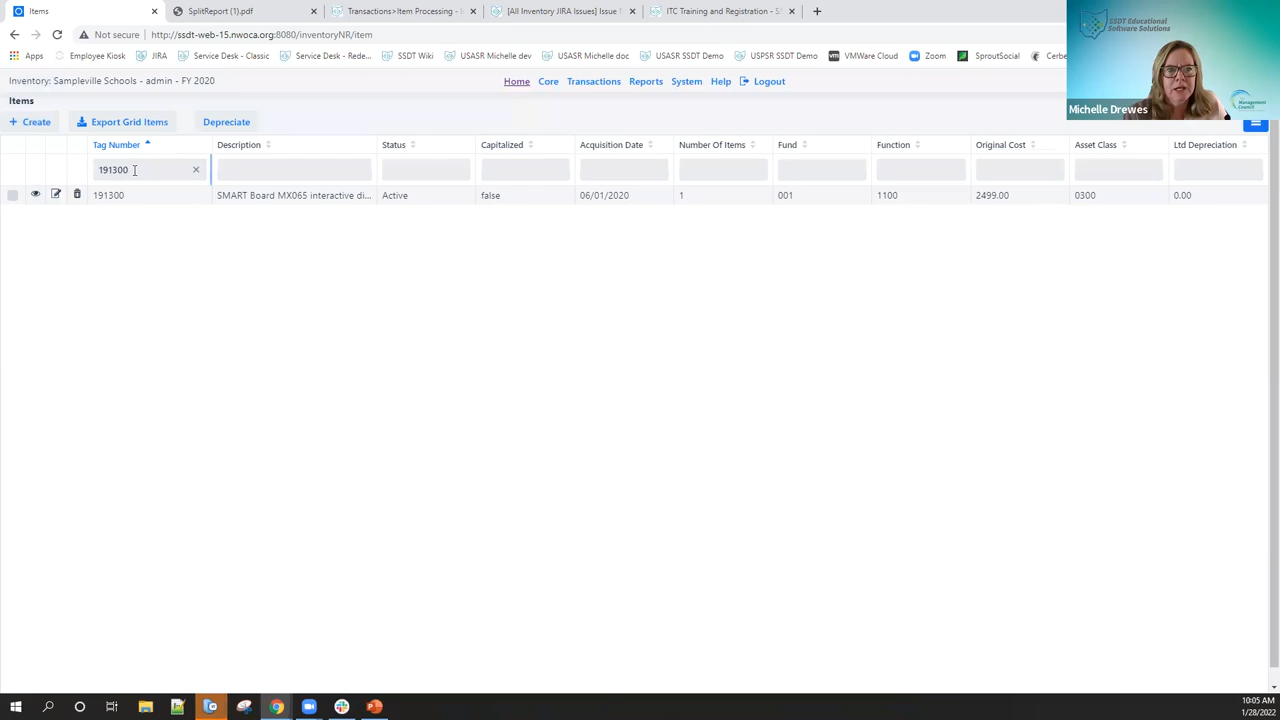 Items
SplitReport (1).pdf
Transactions>Item Processing - I
[All Inventory JIRA Issues] Issue
ITC Training and Registration - S
Not secure
http://ssdt-web-15.nwoca.org:8080/inventoryNR/item
Apps
Employee Kiosk
JIRA
Service Desk - Classic
Service Desk - Rede...
SSDT Wiki
USASR Michelle dev
USASR Michelle doc
USASR SSDT Demo
USPSR SSDT Demo
VMWare Cloud
Zoom
SproutSocial
Cerbe
SSDT Educational
Software Solutions
Management
Council
Michelle Drewes
Inventory: Sampleville Schools - admin - FY 2020
Home
Core
Transactions
Reports
System
Help
Logout
Items
+ Create
Export Grid Items
Depreciate
Tag Number
Description
Status
Capitalized
Acquisition Date
Number Of Items
Fund
Function
Original Cost
Asset Class
Ltd Depreciation
191300
191300
SMART Board MX065 interactive di...
Active
false
06/01/2020
1
001
1100
2499.00
0300
0.00
10:05 AM
1/28/2022